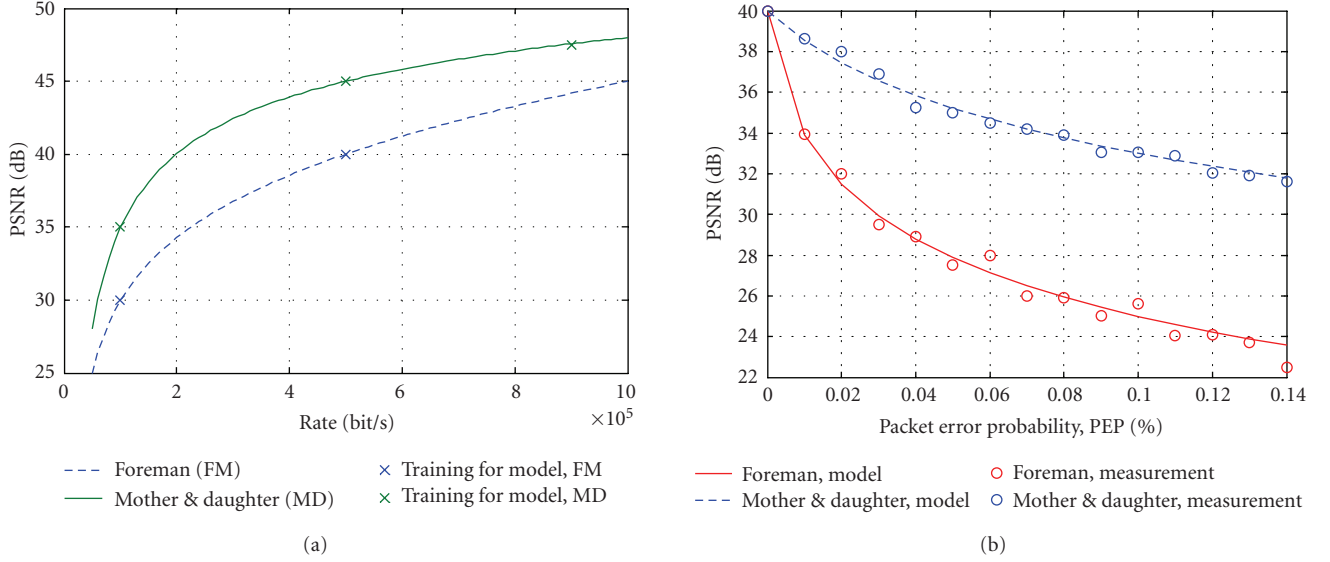 50
45
40
35
30
25
PSNR (dB)
0
2
4
6
8
10
×10⁵
Rate (bit/s)
Foreman (FM)
Mother & daughter (MD)
Training for model, FM
Training for model, MD
(a)
40
38
36
34
32
30
28
26
24
22
PSNR (dB)
0
0.02
0.04
0.06
0.08
0.1
0.12
0.14
Packet error probability, PEP (%)
Foreman, model
Mother & daughter, model
Foreman, measurement
Mother & daughter, measurement
(b)